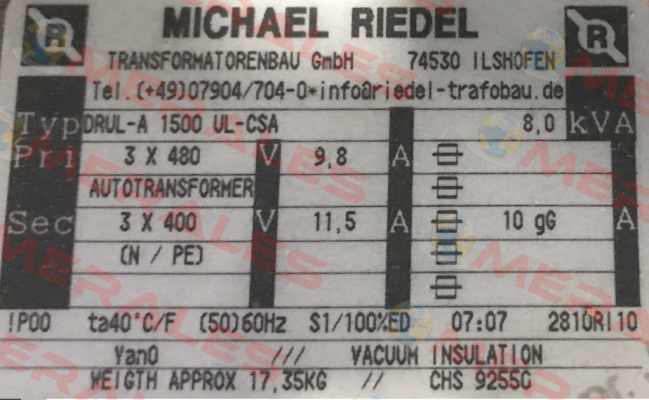 MICHAEL RIEDEL
TRANSFORMATORENBAU GmbH 74530 ILSHOFEN
Tel.(+49)07904/704-0*info@riedel-trafobau.de
Typ DRUL-A 1500 UL-CSA 8,0 kVA
Pri 3 X 480 V 9,8 A
AUTOTRANSFORMER
Sec 3 X 400 V 11,5 A 10 gG A
(N / PE)
IP00 ta40°C/F (50)60Hz S1/100%ED 07:07 2810RI10
Yan0 /// VACUUM INSULATION
WEIGTH APPROX 17,35KG // CHS 9255C
MERALES